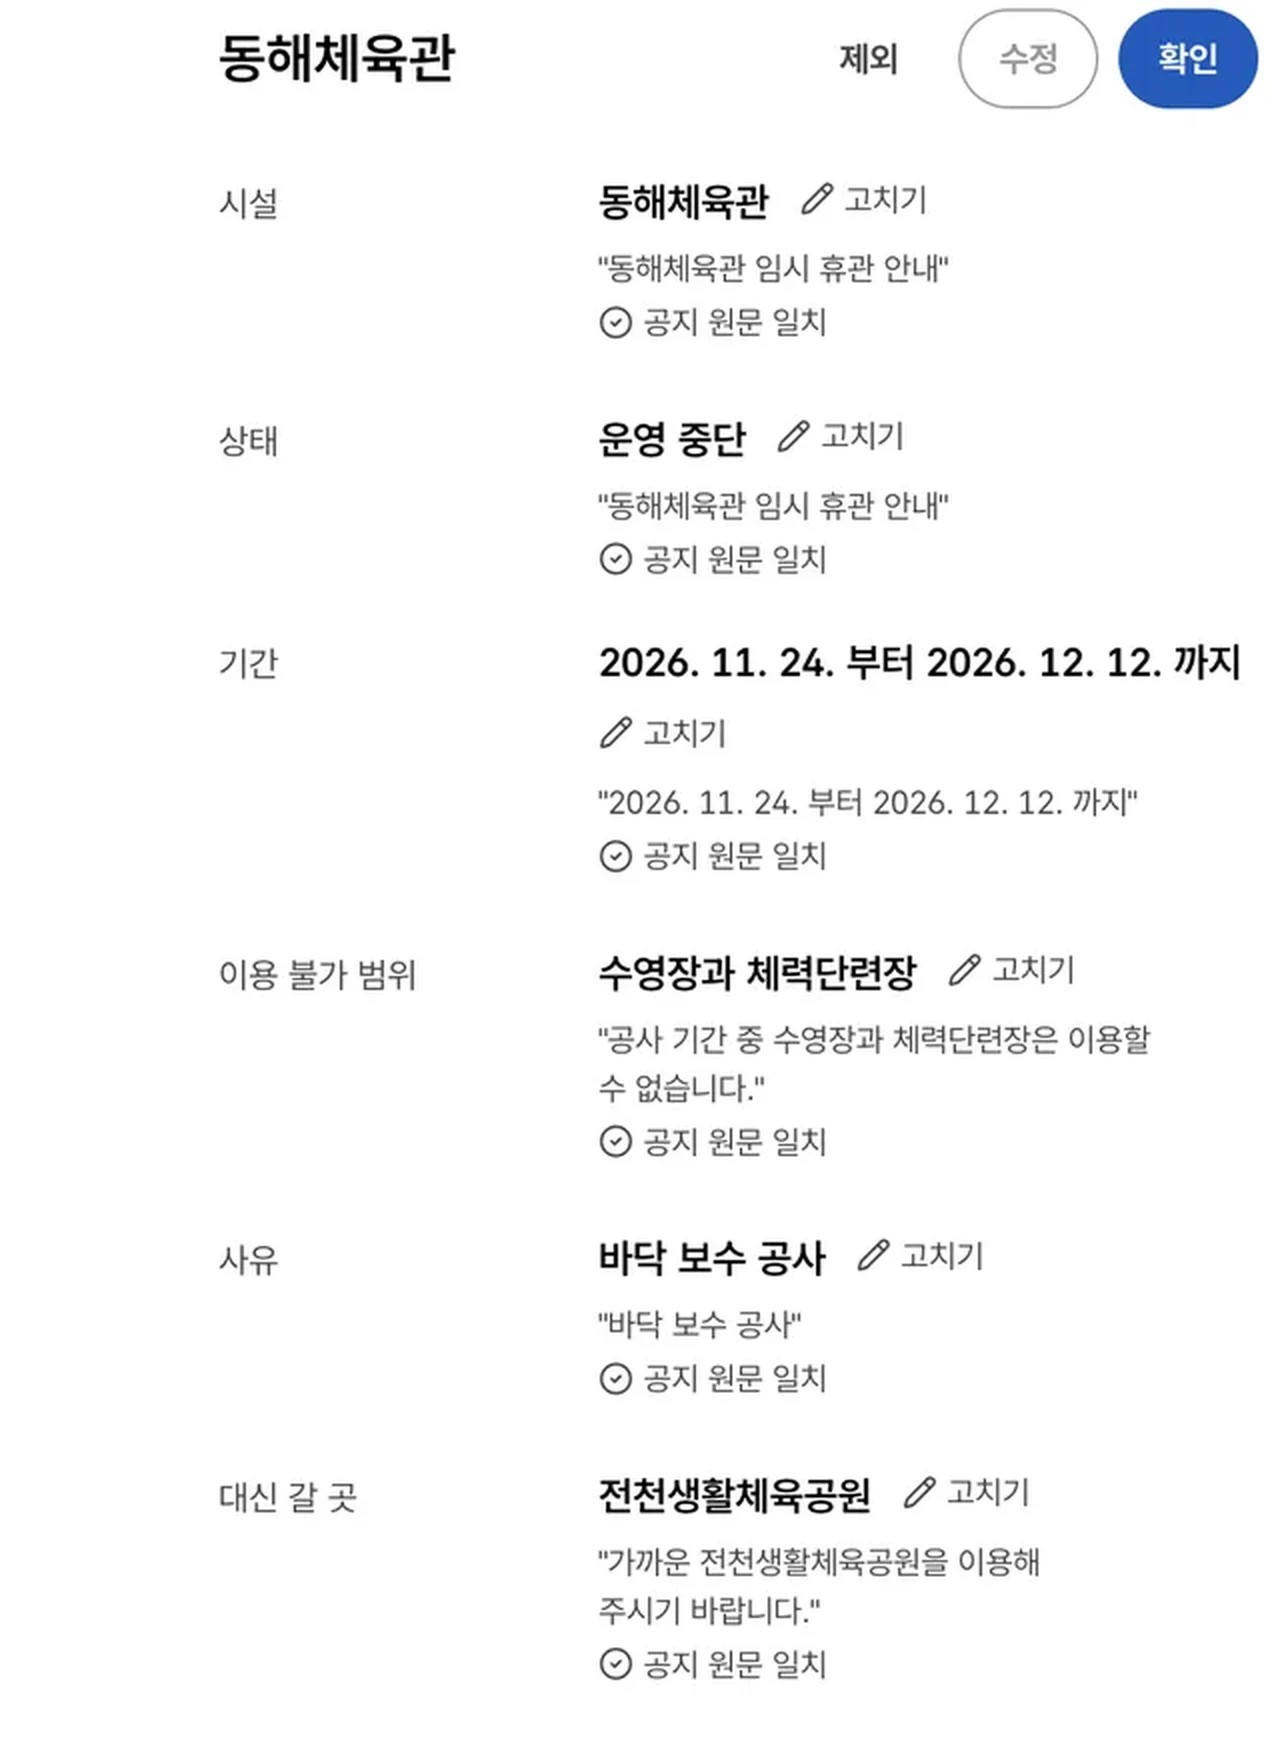 동해체육관 제외 수정 확인
시설 동해체육관 고치기
"동해체육관 임시 휴관 안내"
공지 원문 일치
상태 운영 중단 고치기
"동해체육관 임시 휴관 안내"
공지 원문 일치
기간 2026. 11. 24. 부터 2026. 12. 12. 까지
고치기
"2026. 11. 24. 부터 2026. 12. 12. 까지"
공지 원문 일치
이용 불가 범위 수영장과 체력단련장 고치기
"공사 기간 중 수영장과 체력단련장은 이용할
수 없습니다."
공지 원문 일치
사유 바닥 보수 공사 고치기
"바닥 보수 공사"
공지 원문 일치
대신 갈 곳 전천생활체육공원 고치기
"가까운 전천생활체육공원을 이용해
주시기 바랍니다."
공지 원문 일치